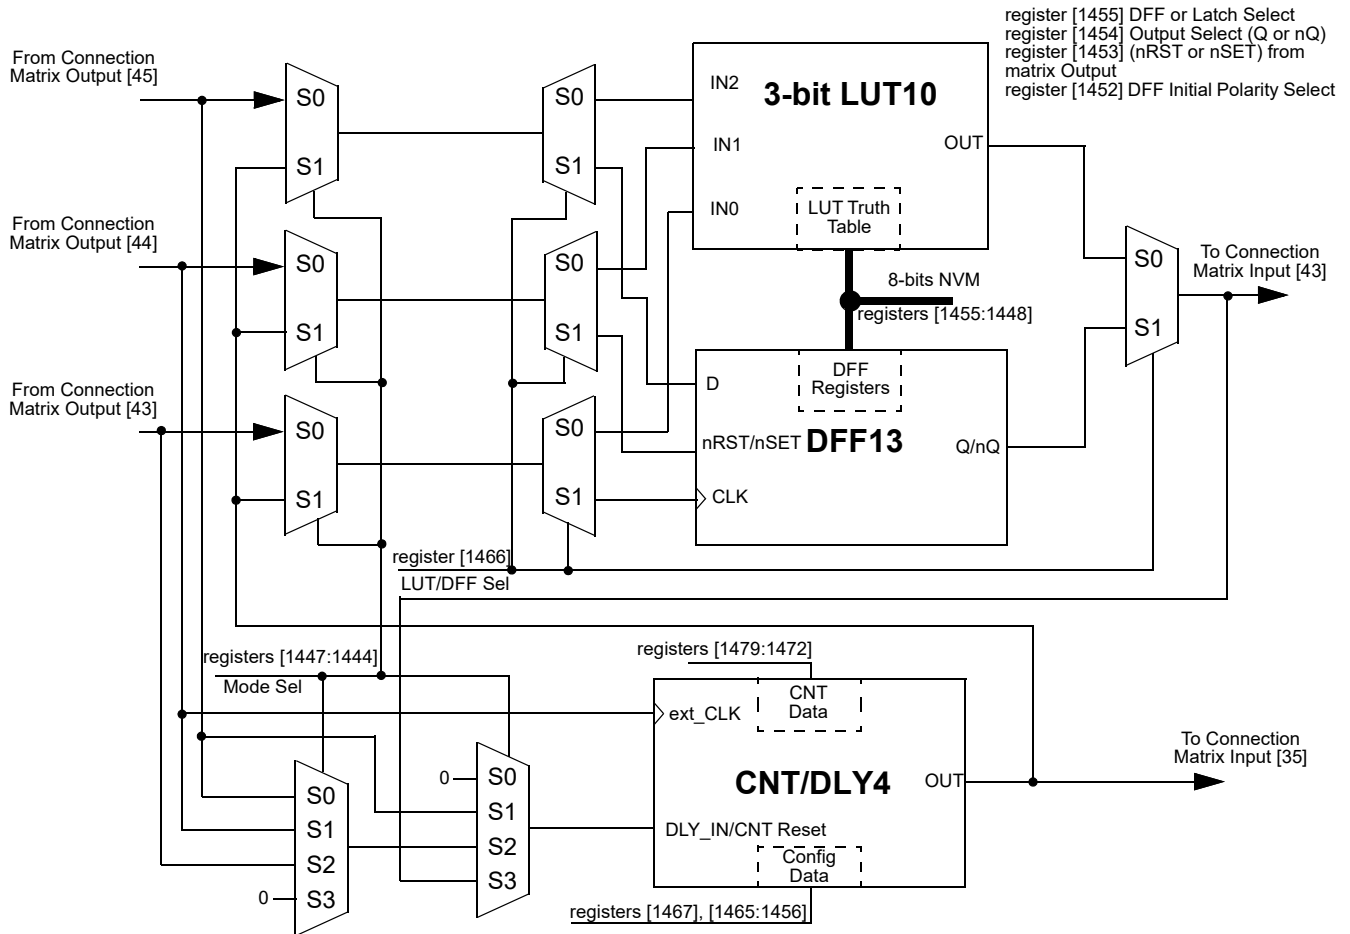 register [1455] DFF or Latch Select
register [1454] Output Select (Q or nQ)
register [1453] (nRST or nSET) from
matrix Output
register [1452] DFF Initial Polarity Select
From Connection
Matrix Output [45]
S0
S1
S0
S1
IN2
3-bit LUT10
IN1
OUT
IN0
LUT Truth
Table
From Connection
Matrix Output [44]
S0
S1
S0
S1
8-bits NVM
registers [1455:1448]
S0
S1
To Connection
Matrix Input [43]
From Connection
Matrix Output [43]
S0
S1
S0
S1
D
DFF
Registers
nRST/nSET
DFF13
Q/nQ
CLK
register [1466]
LUT/DFF Sel
registers [1447:1444]
Mode Sel
registers [1479:1472]
CNT
Data
ext_CLK
CNT/DLY4
OUT
To Connection
Matrix Input [35]
DLY_IN/CNT Reset
Config
Data
0
S0
S1
S2
S3
S0
S1
S2
0
S3
registers [1467], [1465:1456]